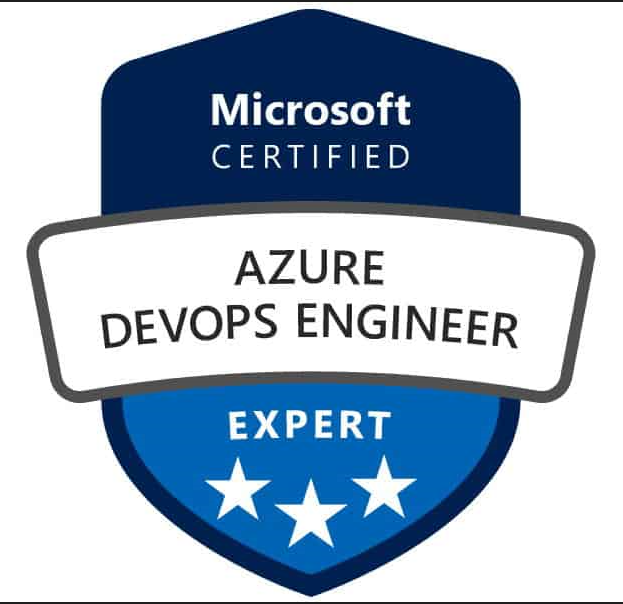 Microsoft
CERTIFIED
AZURE
DEVOPS ENGINEER
EXPERT